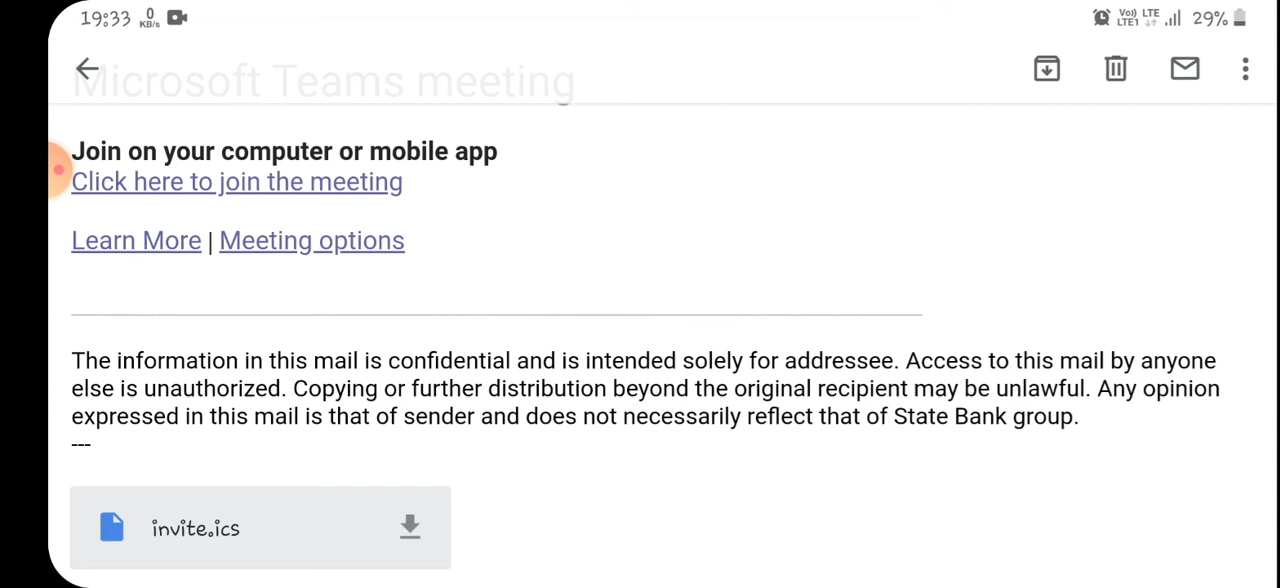 19:33 0 KB/s Vo) LTE LTE1 29%
Microsoft Teams meeting
Join on your computer or mobile app
Click here to join the meeting
Learn More | Meeting options
The information in this mail is confidential and is intended solely for addressee. Access to this mail by anyone
else is unauthorized. Copying or further distribution beyond the original recipient may be unlawful. Any opinion
expressed in this mail is that of sender and does not necessarily reflect that of State Bank group.
---
invite.ics